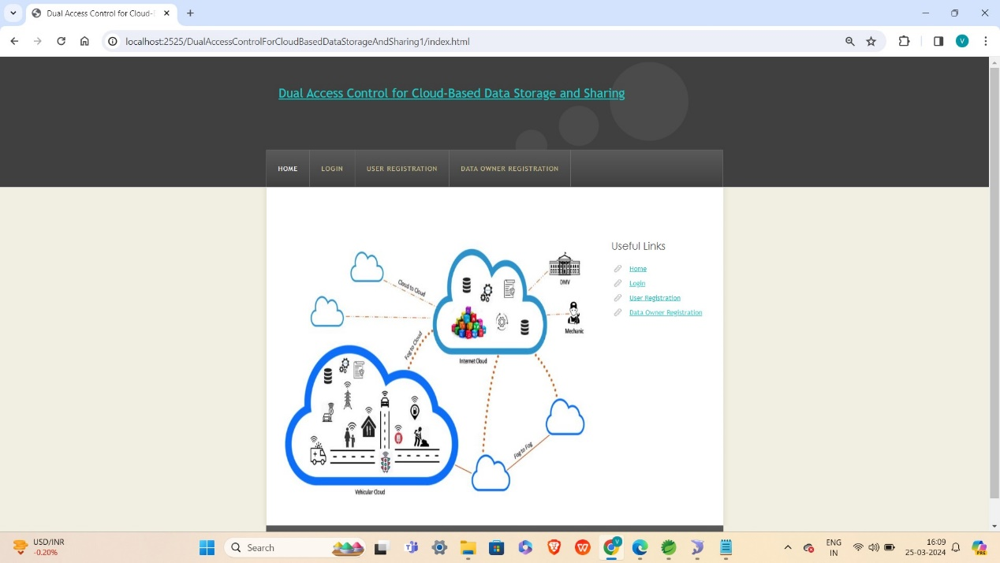 Dual Access Control for Cloud-
localhost:2525/DualAccessControlForCloudBasedDataStorageAndSharing1/index.html
V
Dual Access Control for Cloud-Based Data Storage and Sharing
HOME LOGIN USER REGISTRATION DATA OWNER REGISTRATION
Useful Links
Home
Login
User Registration
Data Owner Registration
Cloud to Cloud
DMV
Mechanic
Fog to Cloud
Internet Cloud
Fog to Fog
Vehicular Cloud
USD/INR
-0.20%
Search
V
ENG
IN
16:09
25-03-2024
PRE